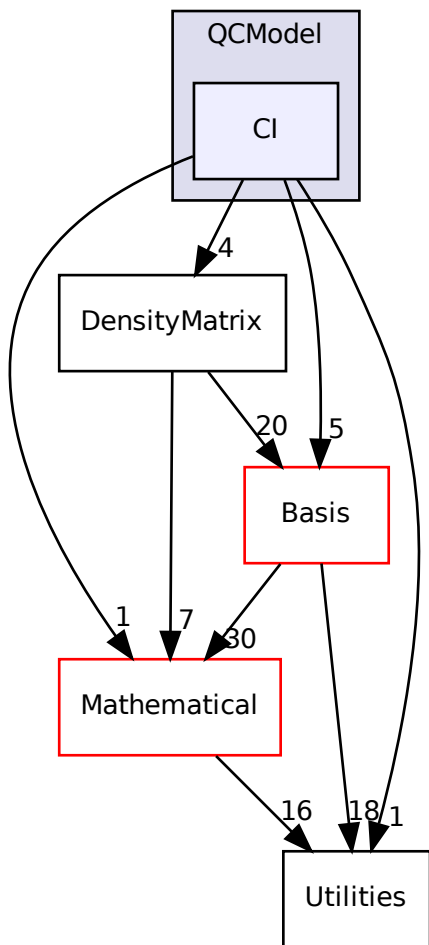 QCModel
CI
4
DensityMatrix
20
5
Basis
1
7
30
Mathematical
16
18
1
Utilities